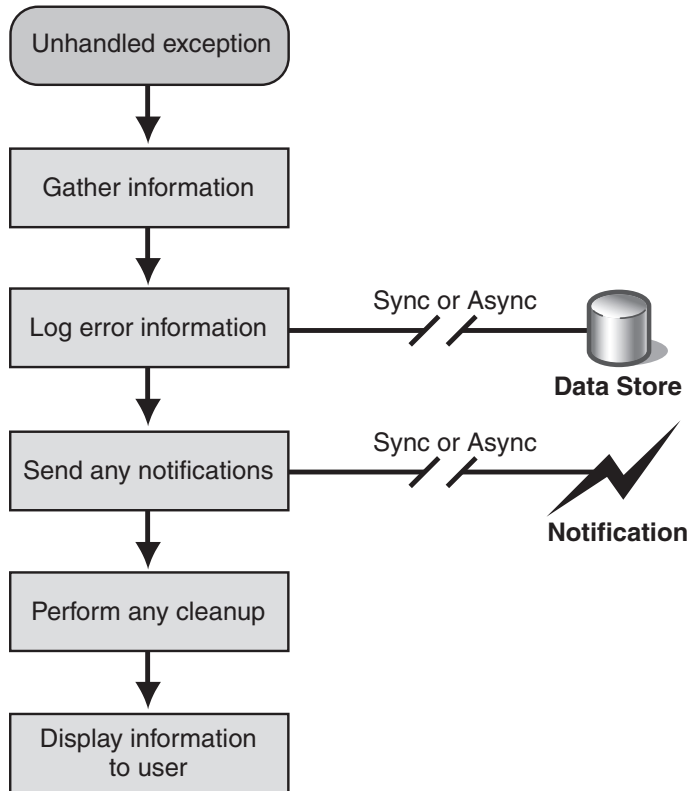 Unhandled exception
Gather information
Log error information
Sync or Async
Data Store
Send any notifications
Sync or Async
Notification
Perform any cleanup
Display information
to user